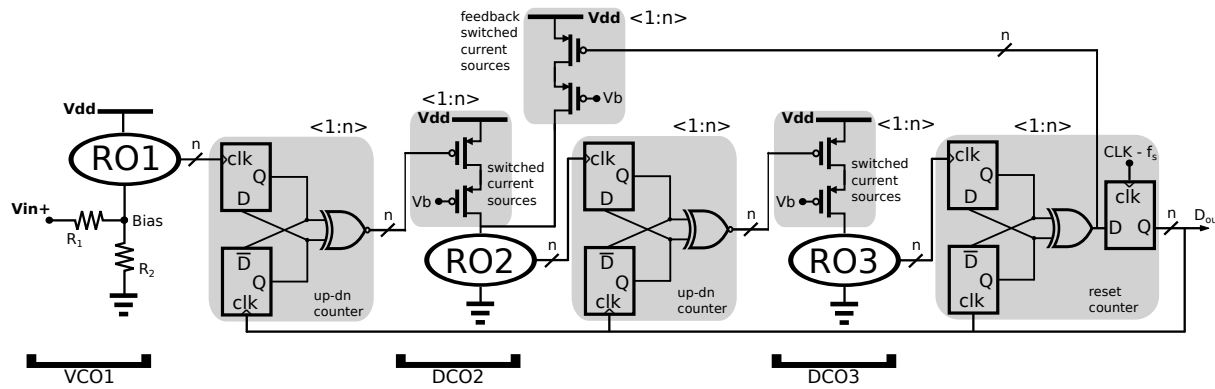 feedback
switched
current
sources
Vdd
<1:n>
n
Vb
Vdd
RO1
n
Vin+
R1
Bias
R2
<1:n>
clk
Q
D
D
Q
clk
up-dn
counter
n
<1:n>
Vdd
switched
current
sources
Vb
RO2
n
<1:n>
clk
Q
D
D
Q
clk
up-dn
counter
n
Vdd
<1:n>
switched
current
sources
Vb
RO3
n
<1:n>
clk
Q
D
D
Q
clk
n
CLK - fs
clk
D
Q
n
reset
counter
VCO1
DCO2
DCO3